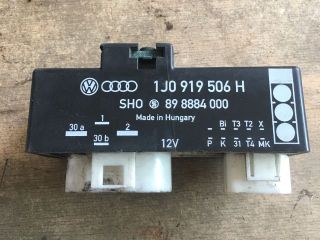 1J0 919 506 H
SHO S 89 8884 000
Made in Hungary
1
30 a 2
30 b
12V
Bi T3 T2 X
P K 31 T4 MK